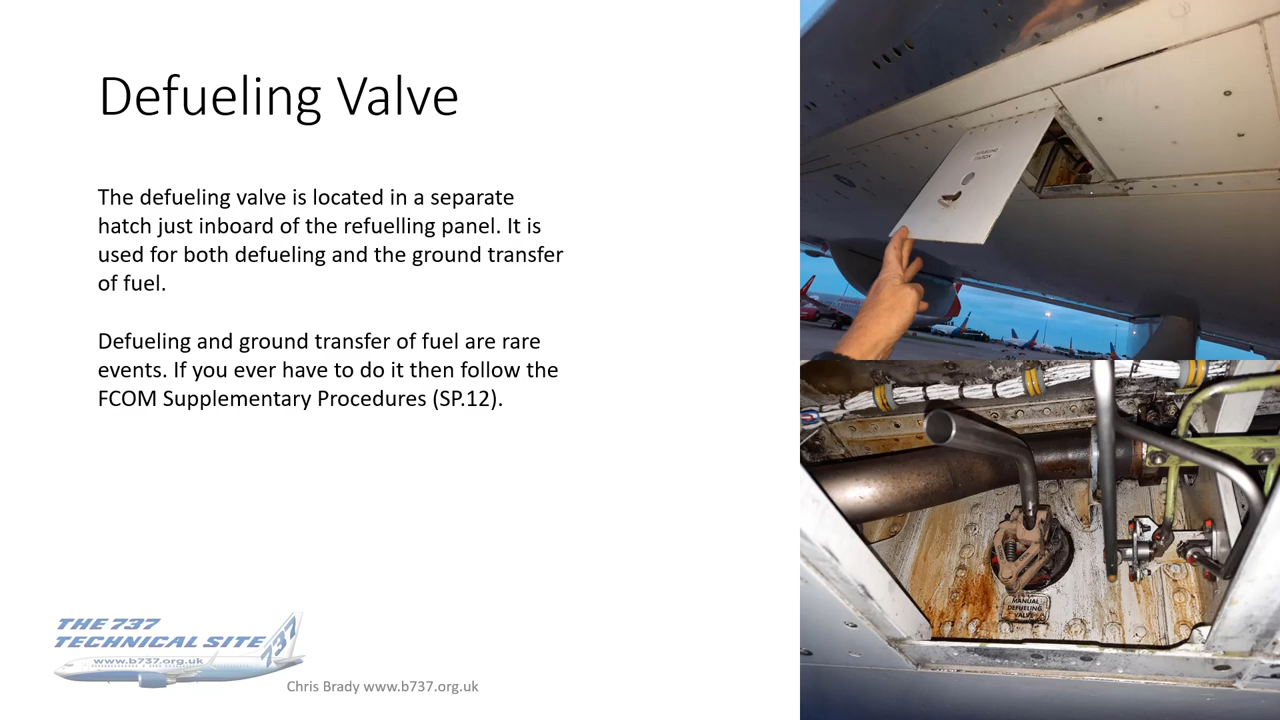 Defueling Valve
The defueling valve is located in a separate
hatch just inboard of the refuelling panel. It is
used for both defueling and the ground transfer
of fuel.
Defueling and ground transfer of fuel are rare
events. If you ever have to do it then follow the
FCOM Supplementary Procedures (SP.12).
MANUAL
DEFUELING
VALVE
THE 737
TECHNICAL SITE
737
www.b737.org.uk
Chris Brady www.b737.org.uk